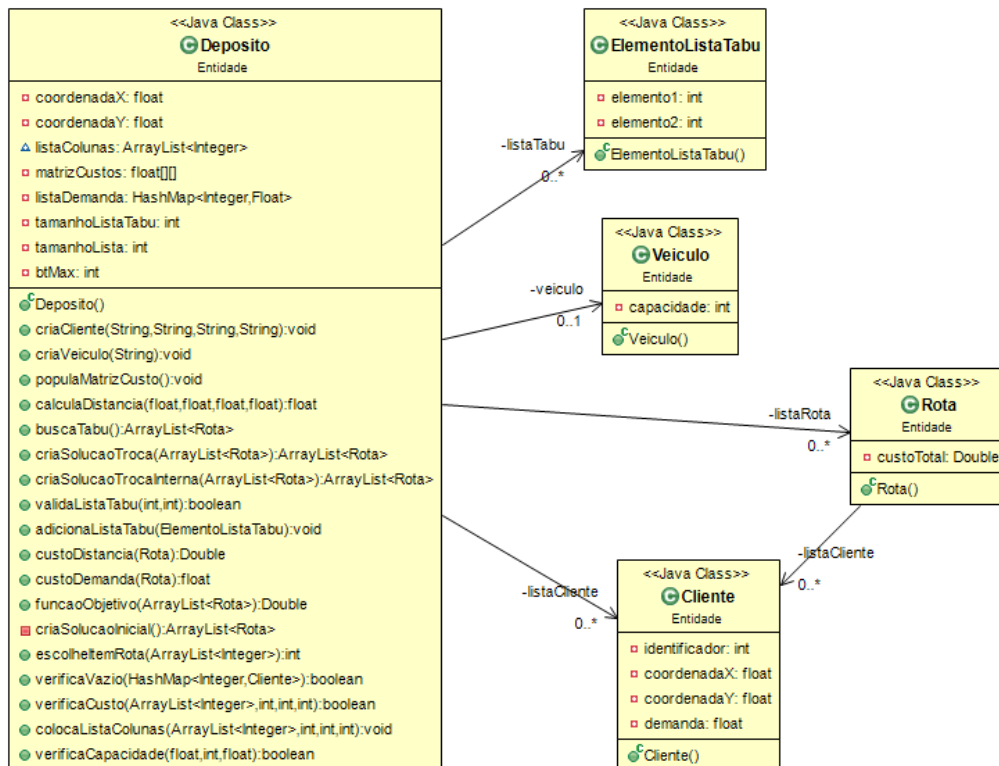 <<Java Class>>
Deposito
Entidade
coordenadaX: float
coordenadaY: float
listaColunas: ArrayList<Integer>
matrizCustos: float[][]
listaDemanda: HashMap<Integer,Float>
tamanhoListaTabu: int
tamanhoLista: int
btMax: int
Deposito()
criaCliente(String,String,String,String):void
criaVeiculo(String):void
populaMatrizCusto():void
calculaDistancia(float,float,float,float):float
buscaTabu():ArrayList<Rota>
criaSolucaoTroca(ArrayList<Rota>):ArrayList<Rota>
criaSolucaoTrocaInterna(ArrayList<Rota>):ArrayList<Rota>
validaListaTabu(int,int):boolean
adicionaListaTabu(ElementoListaTabu):void
custoDistancia(Rota):Double
custoDemanda(Rota):float
funcaoObjetivo(ArrayList<Rota>):Double
criaSolucaoInicial():ArrayList<Rota>
escolheItemRota(ArrayList<Integer>):int
verificaVazio(HashMap<Integer,Cliente>):boolean
verificaCusto(ArrayList<Integer>,int,int,int):boolean
colocaListaColunas(ArrayList<Integer>,int,int,int):void
verificaCapacidade(float,int,float):boolean
-listaTabu
0..*
<<Java Class>>
ElementoListaTabu
Entidade
elemento1: int
elemento2: int
ElementoListaTabu()
-veiculo
0..1
<<Java Class>>
Veiculo
Entidade
capacidade: int
Veiculo()
-listaRota
0..*
<<Java Class>>
Rota
Entidade
custoTotal: Double
Rota()
-listaCliente
0..*
-listaCliente
0..*
<<Java Class>>
Cliente
Entidade
identificador: int
coordenadaX: float
coordenadaY: float
demanda: float
Cliente()